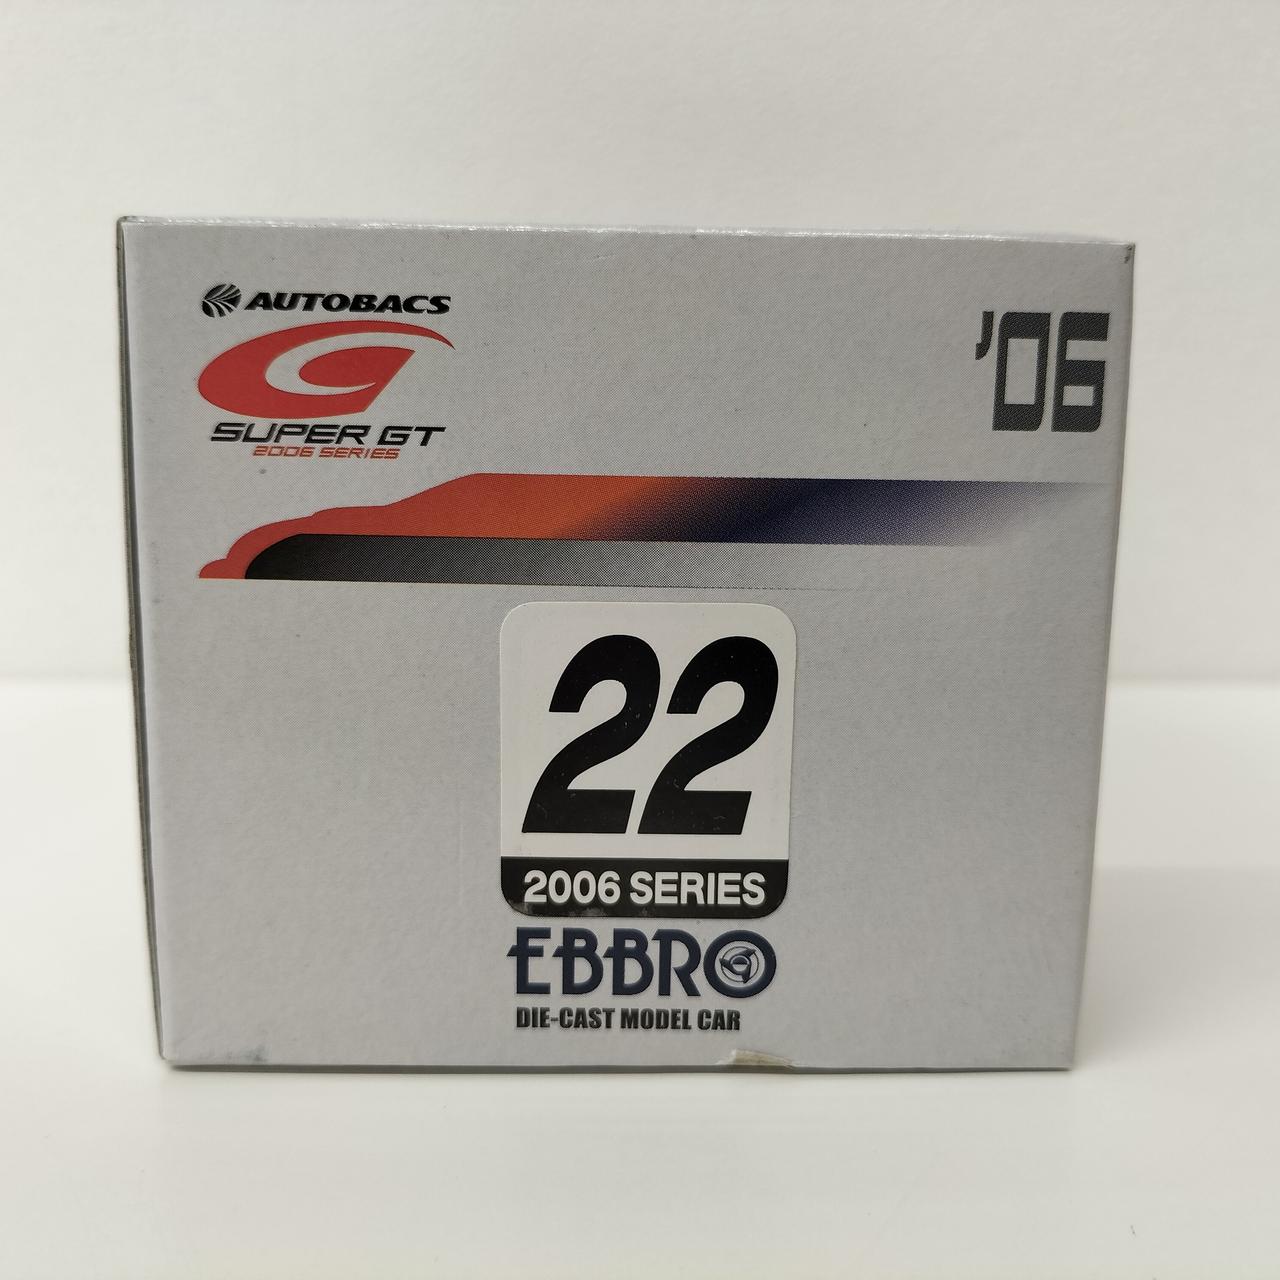 AUTOBACS
'06
SUPER GT
2006 SERIES
22
2006 SERIES
EBBRO
DIE-CAST MODEL CAR